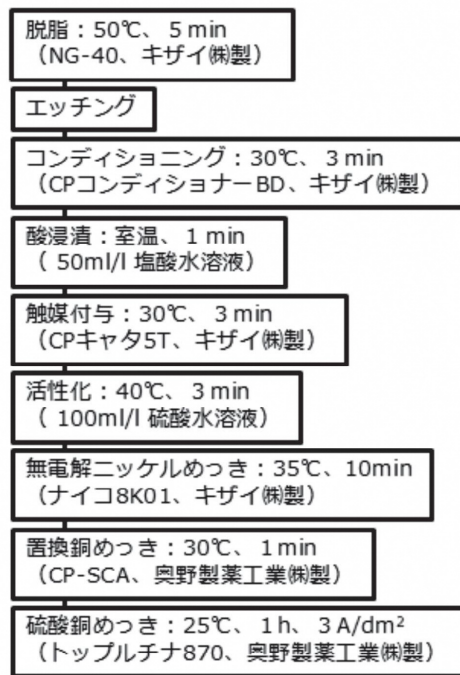 脱脂：50℃、5 min
（NG-40、キザイ㈱製）
エッチング
コンディショニング：30℃、3 min
（CPコンディショナーBD、キザイ㈱製）
酸浸漬：室温、1 min
（ 50ml/l 塩酸水溶液）
触媒付与：30℃、3 min
（CPキャタ5T、キザイ㈱製）
活性化：40℃、3 min
（ 100ml/l 硫酸水溶液）
無電解ニッケルめっき：35℃、10min
（ナイコ8K01、キザイ㈱製）
置換銅めっき：30℃、1 min
（CP-SCA、奥野製薬工業㈱製）
硫酸銅めっき：25℃、1 h、3 A/dm²
（トップルチナ870、奥野製薬工業㈱製）